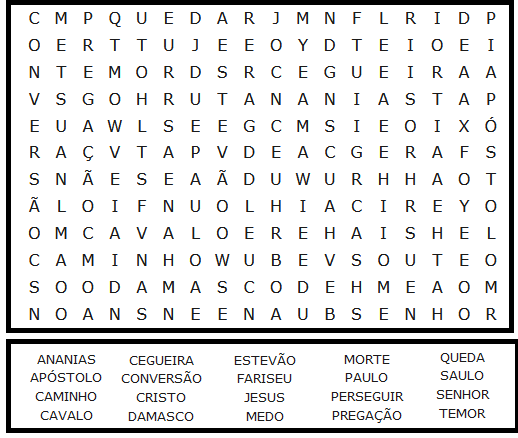 C M P Q U E D A R J M N F L R I D P
O E R T T U J E E O Y D T E I O E I
N T E M O R D S R C E G U E I R A A
V S G O H R U T A N A N I A S T A P
E U A W L S E E G C M S I E O I X Ó
R A Ç V T A P V D E A C G E R A F S
S N Ã E S E A Ã D U W U R H H A O T
Ã L O I F N U O L H I A C I R E Y O
O M C A V A L O E R E H A I S H E L
C A M I N H O W U B E V S O U T E O
S O O D A M A S C O D E H M E A O M
N O A N S N E E N A U B S E N H O R
ANANIAS CEGUEIRA ESTEVÃO MORTE QUEDA
APÓSTOLO CONVERSÃO FARISEU PAULO SAULO
CAMINHO CRISTO JESUS PERSEGUIR SENHOR
CAVALO DAMASCO MEDO PREGAÇÃO TEMOR